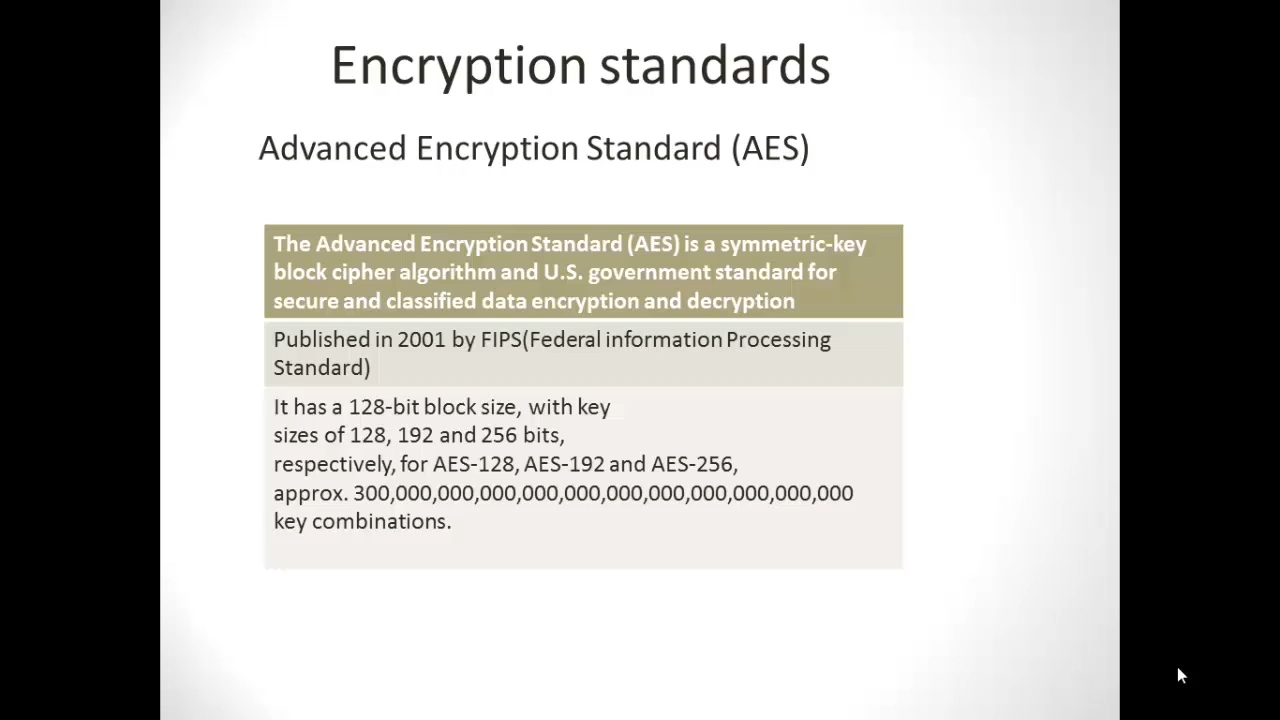 Encryption standards
Advanced Encryption Standard (AES)
The Advanced Encryption Standard (AES) is a symmetric-key
block cipher algorithm and U.S. government standard for
secure and classified data encryption and decryption
Published in 2001 by FIPS(Federal information Processing
Standard)
It has a 128-bit block size, with key
sizes of 128, 192 and 256 bits,
respectively, for AES-128, AES-192 and AES-256,
approx. 300,000,000,000,000,000,000,000,000,000,000,000
key combinations.